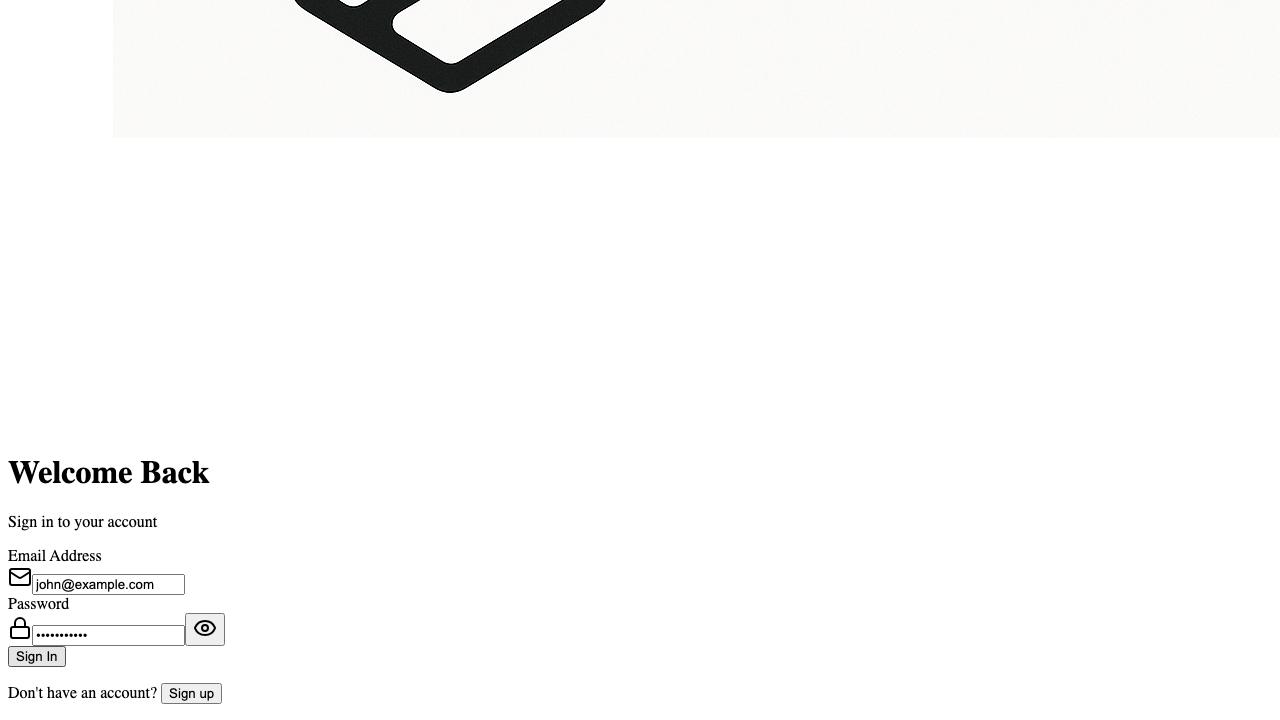 Welcome Back
Sign in to your account
Email Address
john@example.com
Password
•••••••••••
Sign In
Don't have an account? Sign up